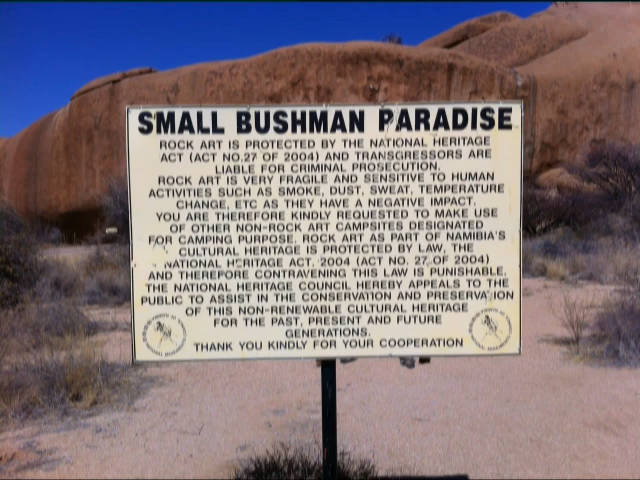 SMALL BUSHMAN PARADISE
ROCK ART IS PROTECTED BY THE NATIONAL HERITAGE
ACT (ACT NO.27 OF 2004) AND TRANSGRESSORS ARE
LIABLE FOR CRIMINAL PROSECUTION.
ROCK ART IS VERY FRAGILE AND SENSITIVE TO HUMAN
ACTIVITIES SUCH AS SMOKE, DUST, SWEAT, TEMPERATURE
CHANGE, ETC AS THEY HAVE A NEGATIVE IMPACT.
YOU ARE THEREFORE KINDLY REQUESTED TO MAKE USE
OF OTHER NON-ROCK ART CAMPSITES DESIGNATED
FOR CAMPING PURPOSE. ROCK ART AS PART OF NAMIBIA'S
CULTURAL HERITAGE IS PROTECTED BY LAW, THE
NATIONAL HERITAGE ACT, 2004 (ACT NO. 27 OF 2004)
AND THEREFORE CONTRAVENING THIS LAW IS PUNISHABLE.
THE NATIONAL HERITAGE COUNCIL HEREBY APPEALS TO THE
PUBLIC TO ASSIST IN THE CONSERVATION AND PRESERVATION
OF THIS NON-RENEWABLE CULTURAL HERITAGE
FOR THE PAST, PRESENT AND FUTURE
GENERATIONS.
THANK YOU KINDLY FOR YOUR COOPERATION